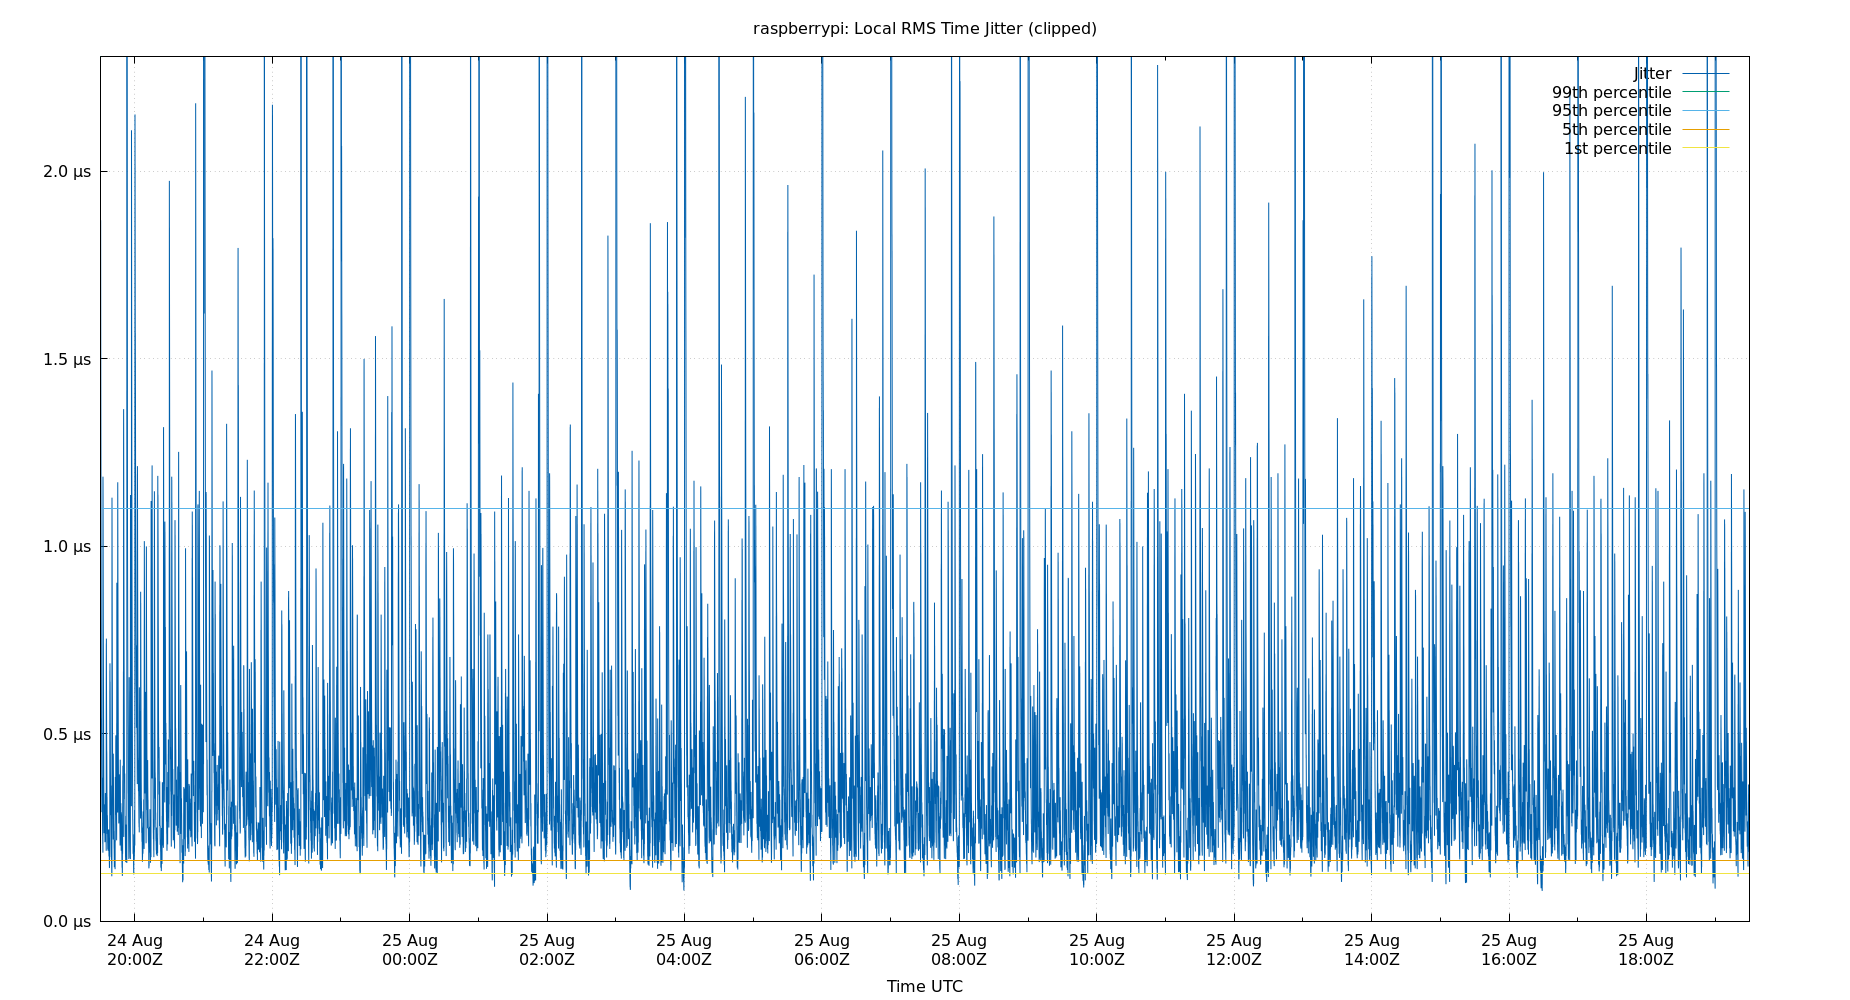 raspberrypi: Local RMS Time Jitter (clipped)
Jitter
99th percentile
95th percentile
5th percentile
1st percentile
2.0 µs
1.5 µs
1.0 µs
0.5 µs
0.0 µs
24 Aug 24 Aug 25 Aug 25 Aug 25 Aug 25 Aug 25 Aug 25 Aug 25 Aug 25 Aug 25 Aug 25 Aug
20:00Z 22:00Z 00:00Z 02:00Z 04:00Z 06:00Z 08:00Z 10:00Z 12:00Z 14:00Z 16:00Z 18:00Z
Time UTC